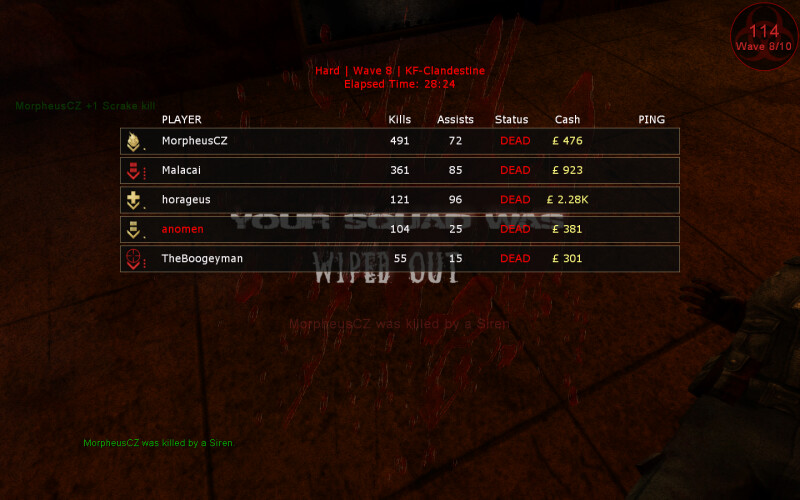 114
Wave 8/10
Hard | Wave 8 | KF-Clandestine
Elapsed Time: 28:24
MorpheusCZ +1 Scrake kill
PLAYER Kills Assists Status Cash PING
MorpheusCZ 491 72 DEAD £ 476
Malacai 361 85 DEAD £ 923
horageus 121 96 DEAD £ 2.28K
YOUR SQUAD WAS
anomen 104 25 DEAD £ 381
TheBoogeyman 55 15 DEAD £ 301
WIPED OUT
MorpheusCZ was killed by a Siren
MorpheusCZ was killed by a Siren